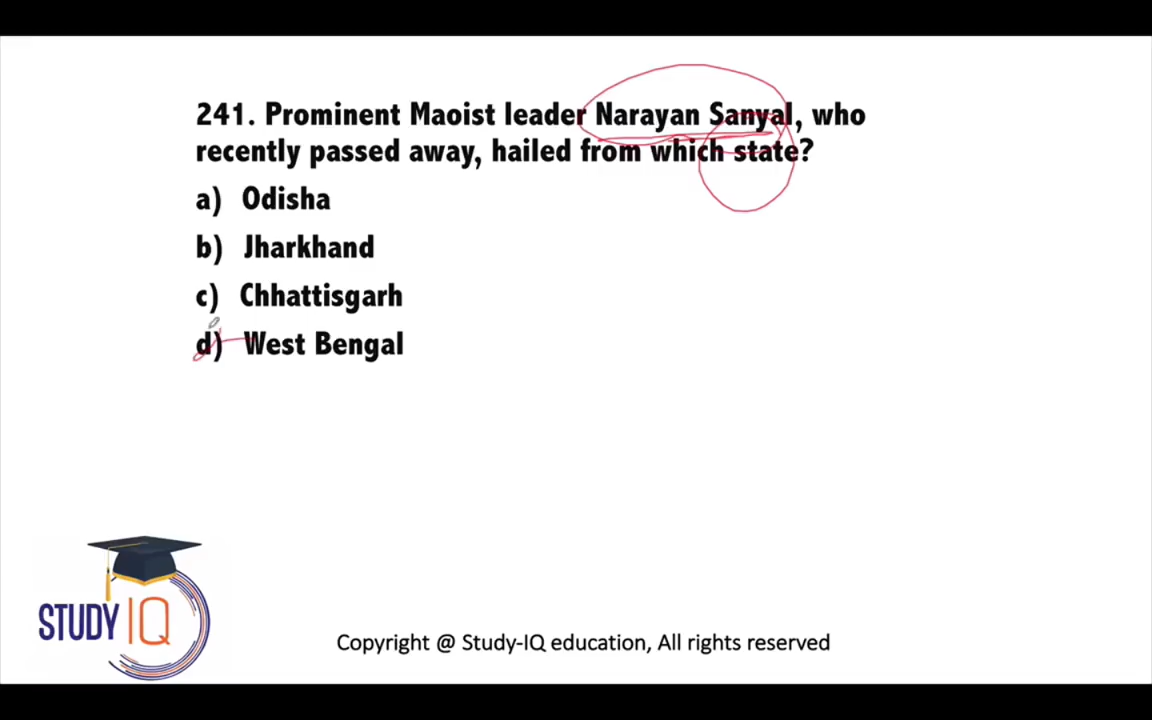 241. Prominent Maoist leader Narayan Sanyal, who
recently passed away, hailed from which state?
a) Odisha
b) Jharkhand
c) Chhattisgarh
d) West Bengal
STUDY IQ
Copyright @ Study-IQ education, All rights reserved